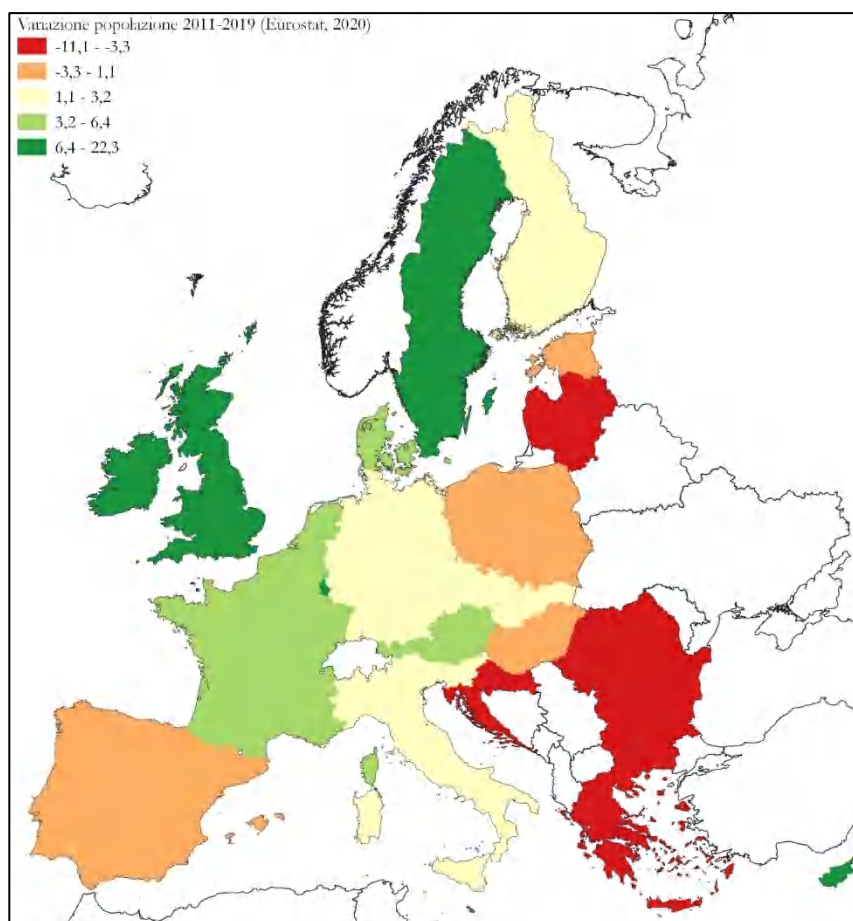 Variazione popolazione 2011-2019 (Eurostat, 2020)
-11,1 - -3,3
-3,3 - 1,1
1,1 - 3,2
3,2 - 6,4
6,4 - 22,3